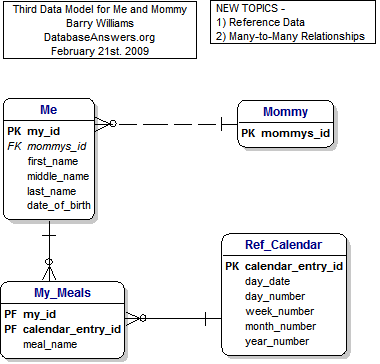 Third Data Model for Me and Mommy
Barry Williams
DatabaseAnswers.org
February 21st. 2009
NEW TOPICS -
1) Reference Data
2) Many-to-Many Relationships
Me
PK my_id
FK mommys_id
first_name
middle_name
last_name
date_of_birth
Mommy
PK mommys_id
My_Meals
PF my_id
PF calendar_entry_id
meal_name
Ref_Calendar
PK calendar_entry_id
day_date
day_number
week_number
month_number
year_number